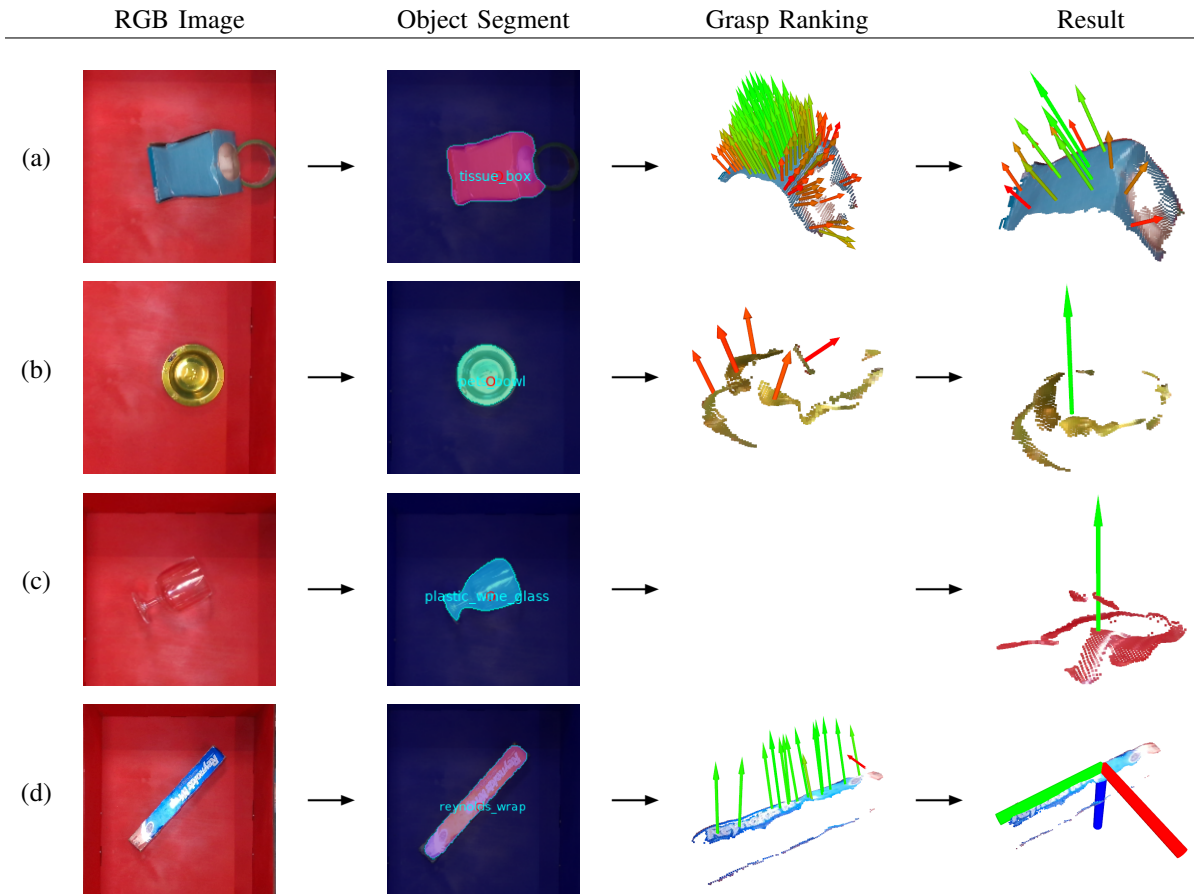 RGB Image Object Segment Grasp Ranking Result
(a)
tissue_box
(b)
(c)
plastic_wine_glass
(d)
reynolds_wrap